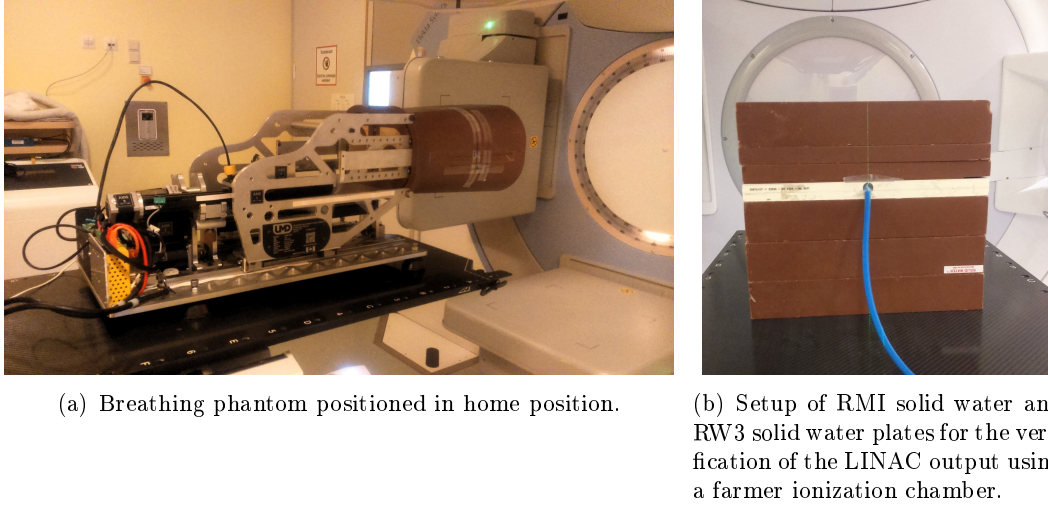 UMD
(a) Breathing phantom positioned in home position.
(b) Setup of RMI solid water an
RW3 solid water plates for the ver
fication of the LINAC output usin
a farmer ionization chamber.